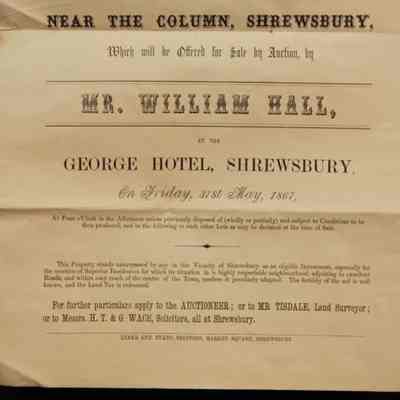 NEAR THE COLUMN, SHREWSBURY,
Which will be Offered for Sale by Auction, by
MR. WILLIAM HALL,
AT THE
GEORGE HOTEL, SHREWSBURY,
On Friday, 31st May, 1867,
At Four o'Clock in the Afternoon unless previously disposed of (wholly or partially) and subject to Conditions to be
then produced, and in the following or such other Lots as may be decided at the time of Sale.
This Property stands unsurpassed by any in the Vicinity of Shrewsbury as an eligible Investment, especially for
the erection of Superior Residences for which its situation in a highly respectable neighbourhood, adjoining to excellent
Roads, and within easy reach of the centre of the Town, renders it peculiarly adapted. The fertility of the soil is well
known, and the Land Tax is redeemed.
For further particulars apply to the AUCTIONEER; or to MR TISDALE, Land Surveyor;
or to Messrs. H. T. & G. WACE, Solicitors, all at Shrewsbury.
LEAKE AND EVANS, PRINTERS, MARKET SQUARE, SHREWSBURY